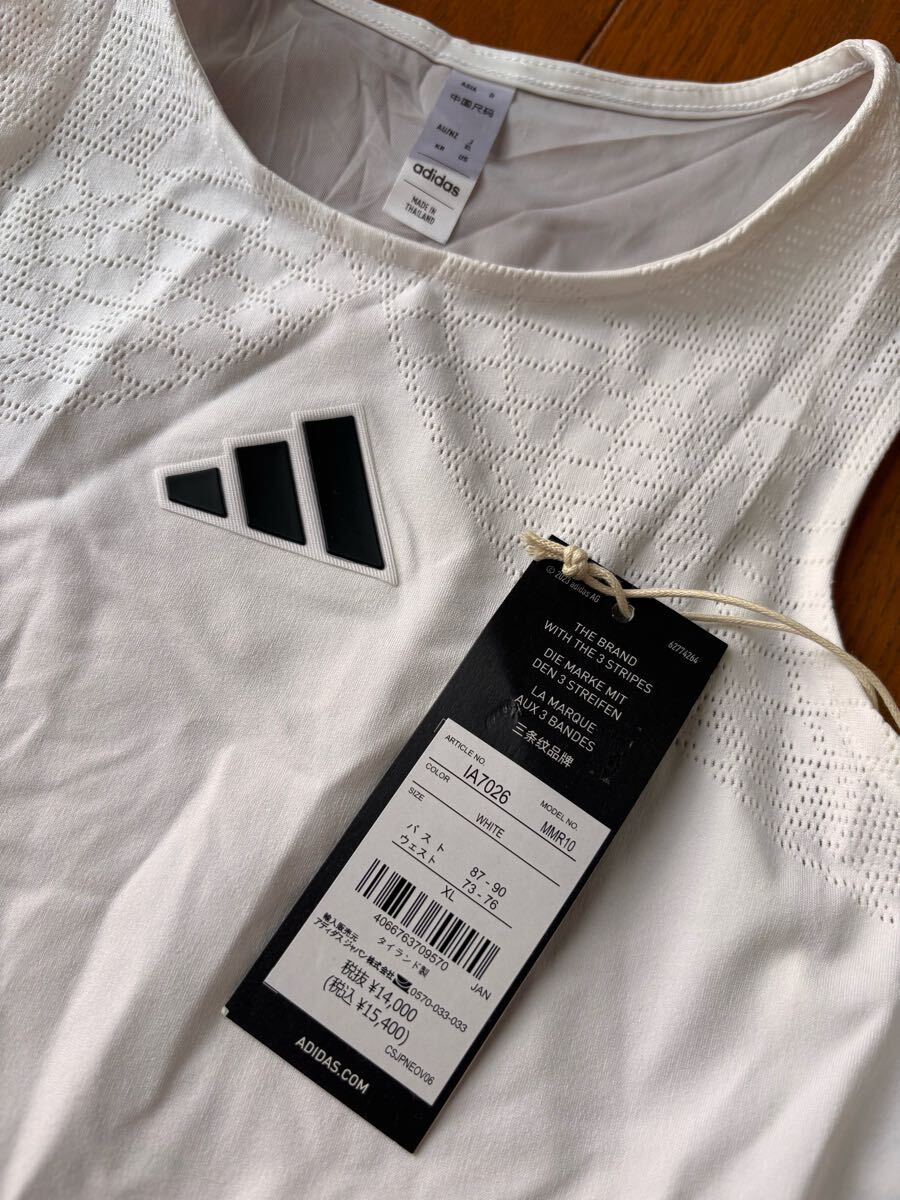 ASIA
中国尺码
AU/NZ J
KR US
adidas
MADE IN
THAILAND
© 2023 adidas AG
62774264
THE BRAND
WITH THE 3 STRIPES
DIE MARKE MIT
DEN 3 STREIFEN
LA MARQUE
AUX 3 BANDES
三条纹品牌
ARTICLE NO. MODEL NO.
IA7026 MMR10
COLOR WHITE
SIZE
バスト 87-90
ウェスト 73-76
XL
4066763709570 JAN
輸入販売元 タイランド製
アディダス ジャパン株式会社 0570-033-033
税抜 ¥14,000
(税込 ¥15,400)
CSJPNEOV06
ADIDAS.COM